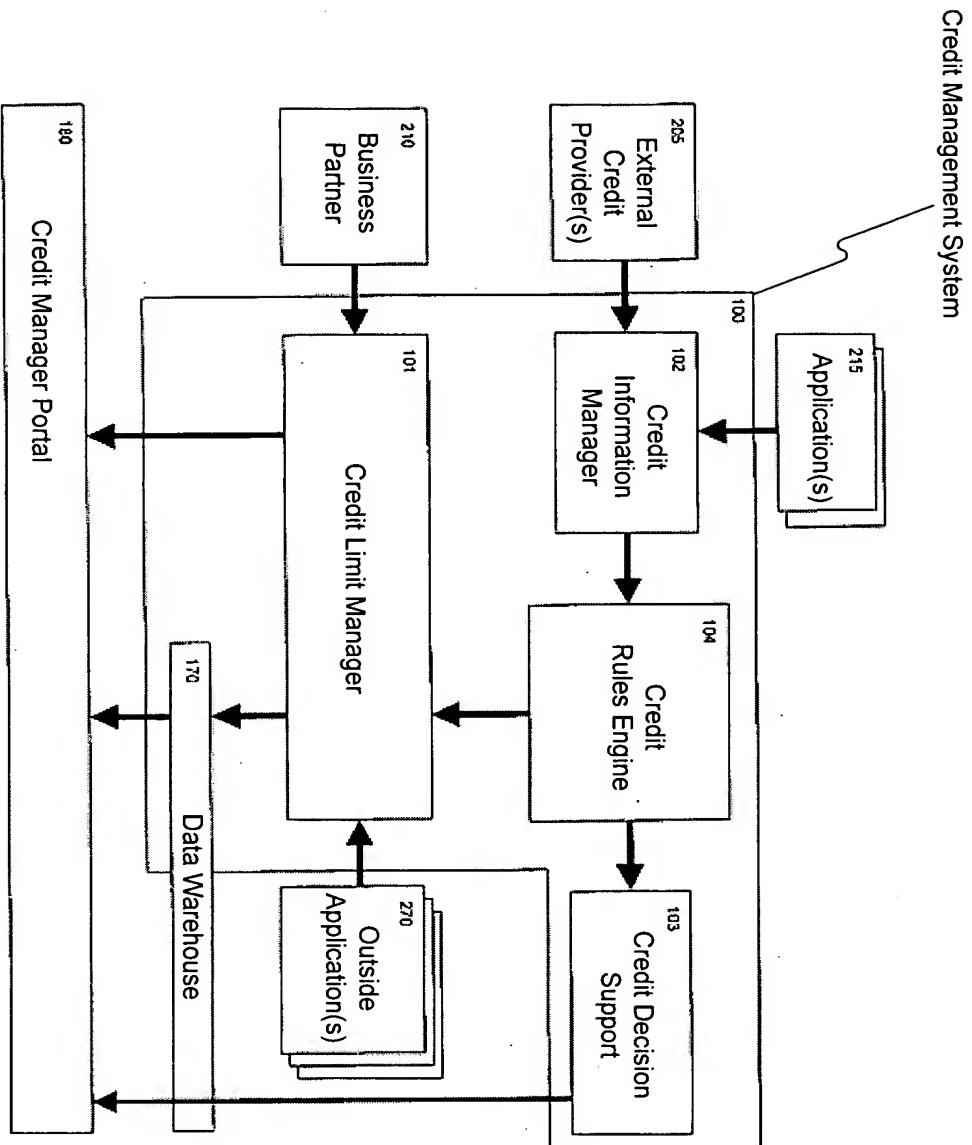 Credit Management System
100
215
Application(s)
205
External
Credit
Provider(s)
102
Credit
Information
Manager
104
Credit
Rules Engine
103
Credit Decision
Support
210
Business
Partner
101
Credit Limit Manager
270
Outside
Application(s)
170
Data Warehouse
180
Credit Manager Portal